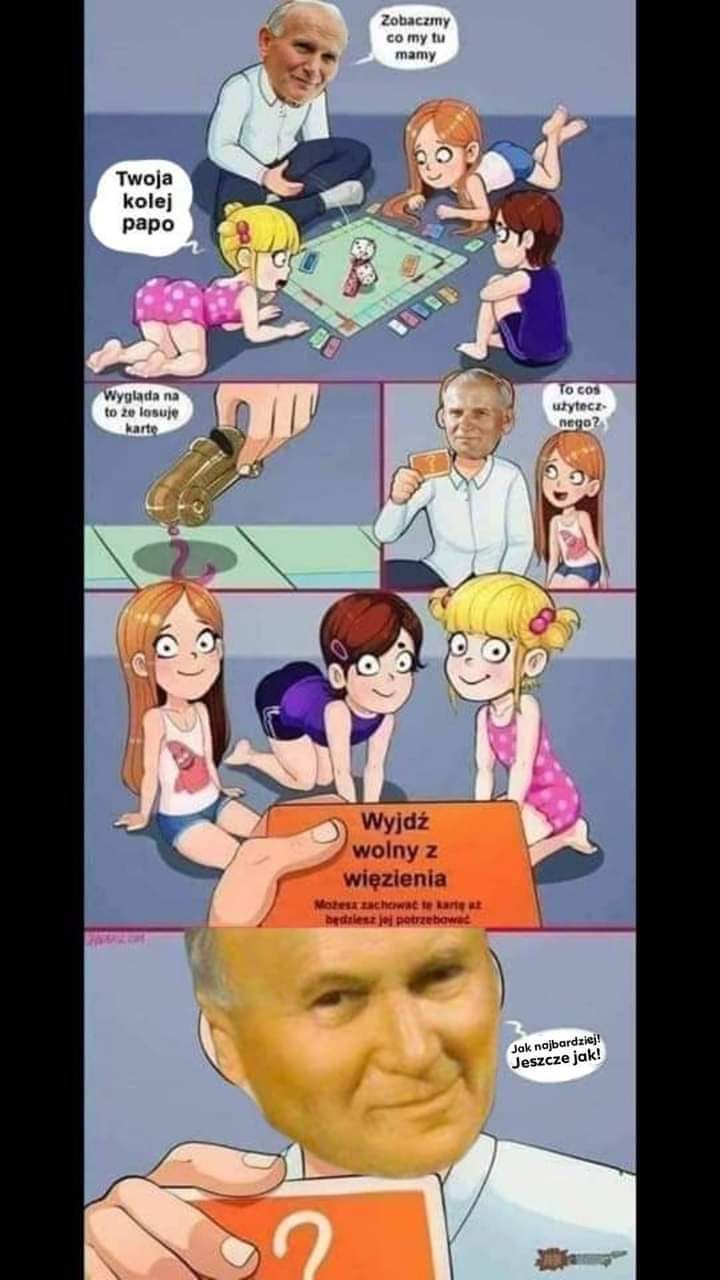 Zobaczmy
co my tu
mamy
Twoja
kolej
papo
Wygląda na
to że losuję
kartę
To coś
użytecz-
nego?
?
Wyjdź
wolny z
więzienia
Możesz zachować tę kartę aż
będziesz jej potrzebować
Jak najbardziej!
Jeszcze jak!
?